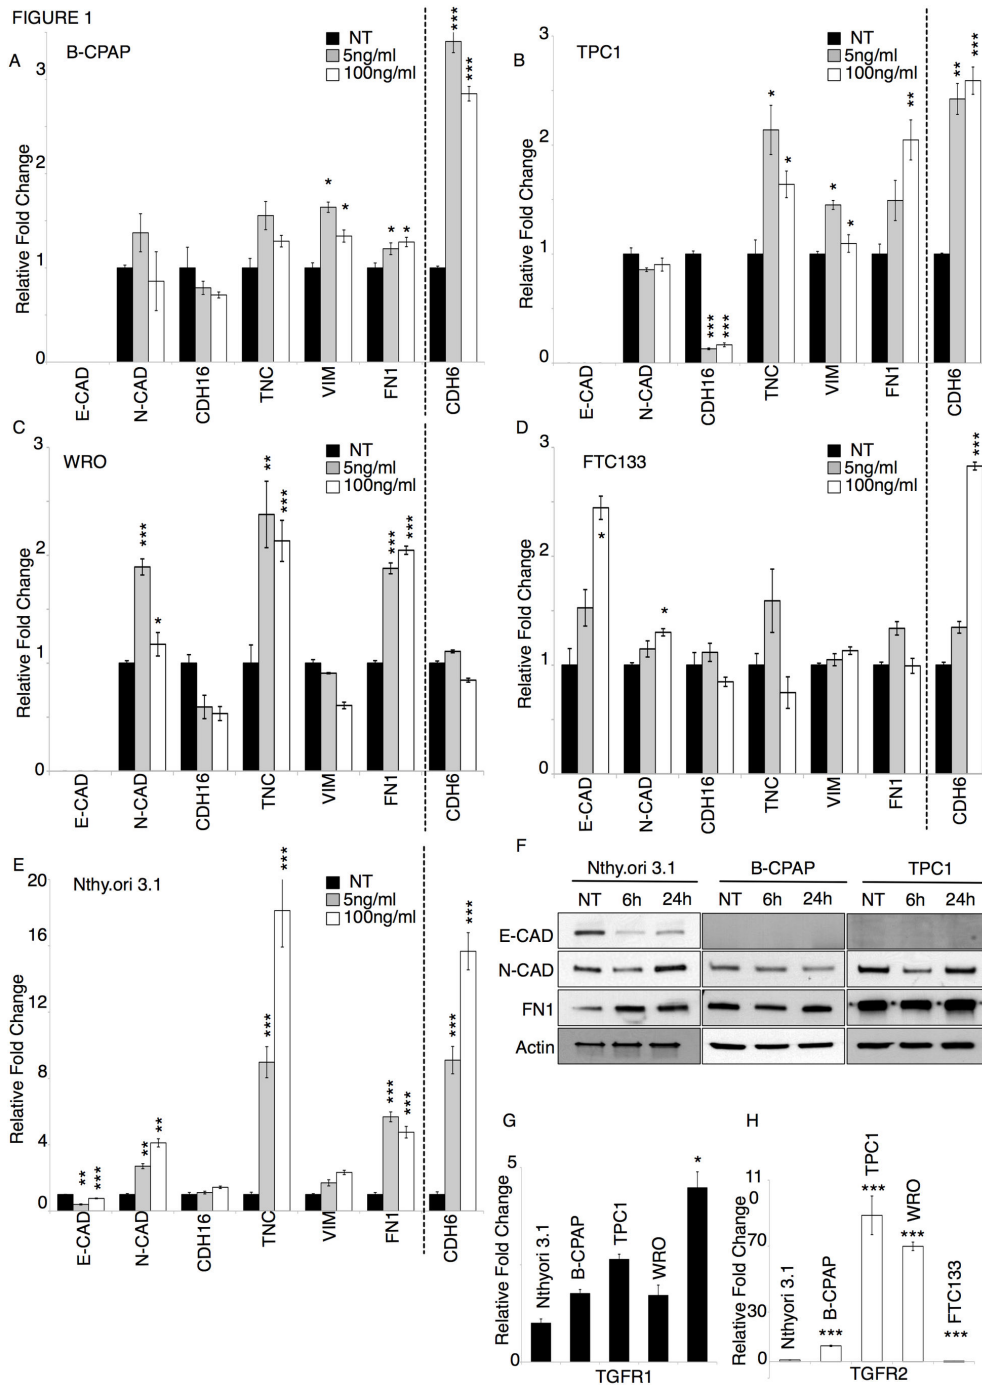 FIGURE 1
A
B-CPAP
NT
5ng/ml
100ng/ml
Relative Fold Change
3
2
1
0
*
*
*
*
***
***
E-CAD
N-CAD
CDH16
TNC
VIM
FN1
CDH6
B
TPC1
NT
5ng/ml
100ng/ml
Relative Fold Change
3
2
1
0
***
***
*
*
*
*
**
**
***
E-CAD
N-CAD
CDH16
TNC
VIM
FN1
CDH6
C
WRO
NT
5ng/ml
100ng/ml
Relative Fold Change
3
2
1
0
***
*
**
***
***
***
E-CAD
N-CAD
CDH16
TNC
VIM
FN1
CDH6
D
FTC133
NT
5ng/ml
100ng/ml
Relative Fold Change
3
2
1
0
*
*
***
E-CAD
N-CAD
CDH16
TNC
VIM
FN1
CDH6
E
Nthy.ori 3.1
NT
5ng/ml
100ng/ml
Relative Fold Change
20
16
12
8
4
0
**
***
**
**
***
***
***
***
***
***
E-CAD
N-CAD
CDH16
TNC
VIM
FN1
CDH6
F
Nthy.ori 3.1 B-CPAP TPC1
NT 6h 24h NT 6h 24h NT 6h 24h
E-CAD
N-CAD
FN1
Actin
G
Relative Fold Change
5
0
Nthyori 3.1
B-CPAP
TPC1
WRO
*
TGFR1
H
Relative Fold Change
11
0
70
30
0
Nthyori 3.1
B-CPAP
***
TPC1
***
WRO
***
FTC133
***
TGFR2